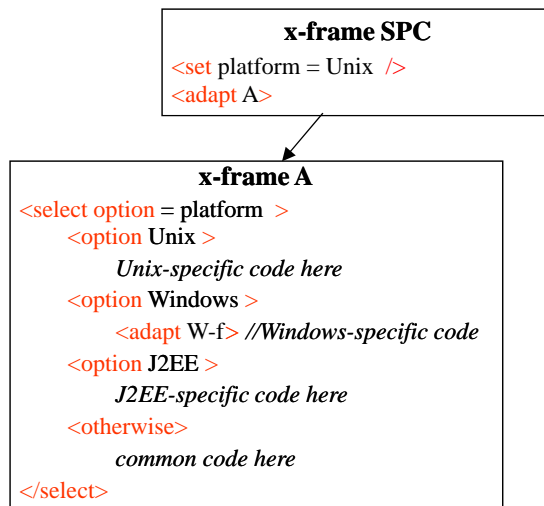 x-frame SPC
<set platform = Unix />
<adapt A>
x-frame A
<select option = platform >
<option Unix >
Unix-specific code here
<option Windows >
<adapt W-f> //Windows-specific code
<option J2EE >
J2EE-specific code here
<otherwise>
common code here
</select>